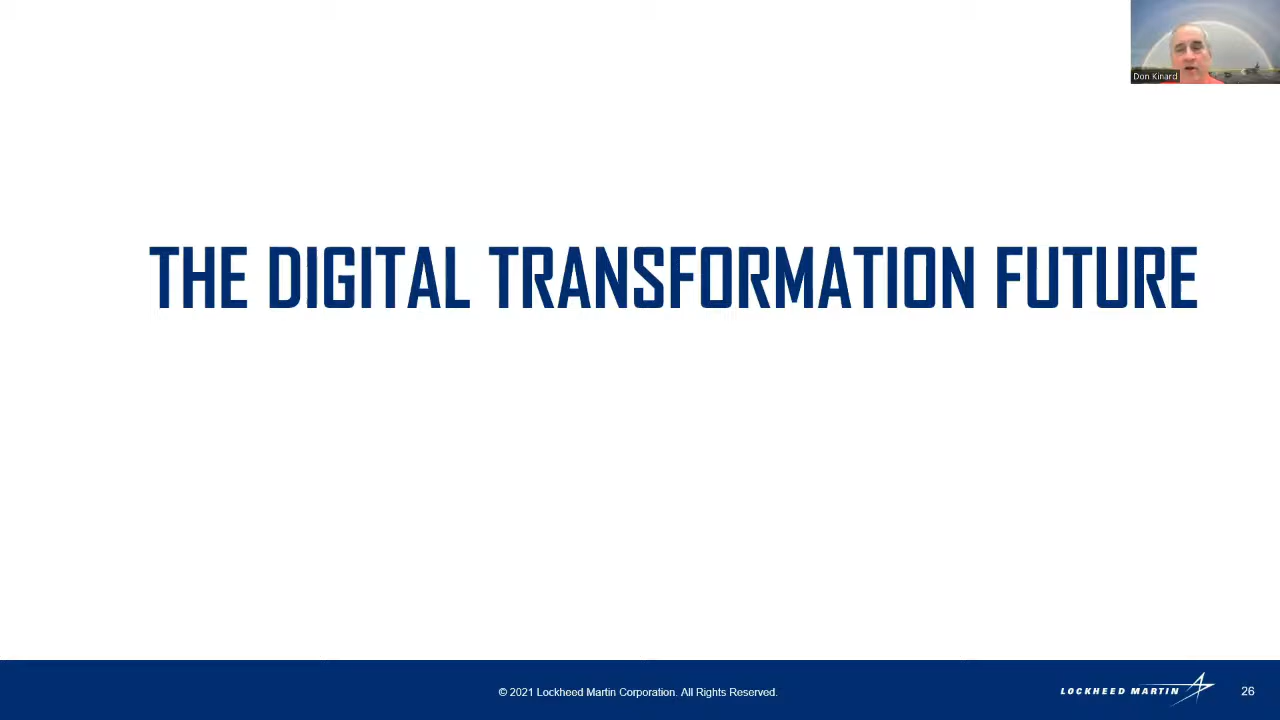 Don Kinard
THE DIGITAL TRANSFORMATION FUTURE
© 2021 Lockheed Martin Corporation. All Rights Reserved.
LOCKHEED MARTIN
26